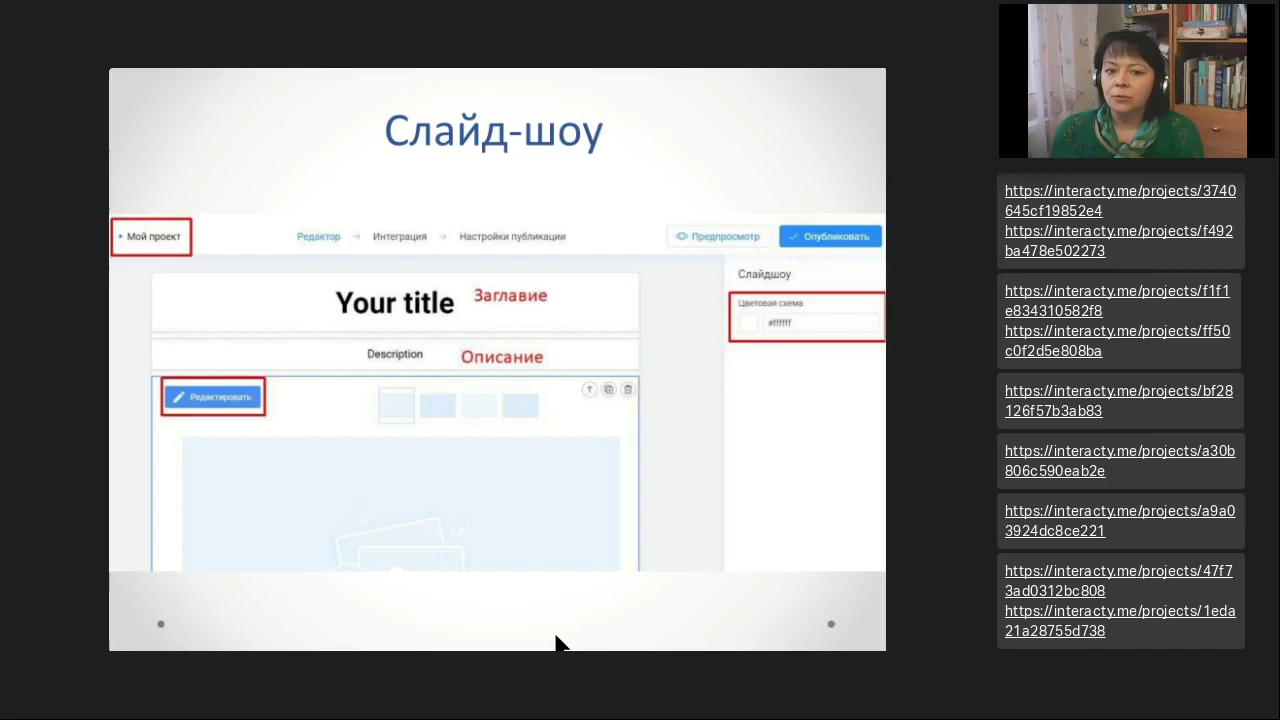 Слайд-шоу
Мой проект
Редактор → Интеграция → Настройки публикации
Предпросмотр
Опубликовать
Your title Заглавие
Description Описание
Редактировать
Слайдшоу
Цветовая схема
#ffffff
https://interacty.me/projects/3740
645cf19852e4
https://interacty.me/projects/f492
ba478e502273
https://interacty.me/projects/f1f1
e834310582f8
https://interacty.me/projects/ff50
c0f2d5e808ba
https://interacty.me/projects/bf28
126f57b3ab83
https://interacty.me/projects/a30b
806c590eab2e
https://interacty.me/projects/a9a0
3924dc8ce221
https://interacty.me/projects/47f7
3ad0312bc808
https://interacty.me/projects/1eda
21a28755d738